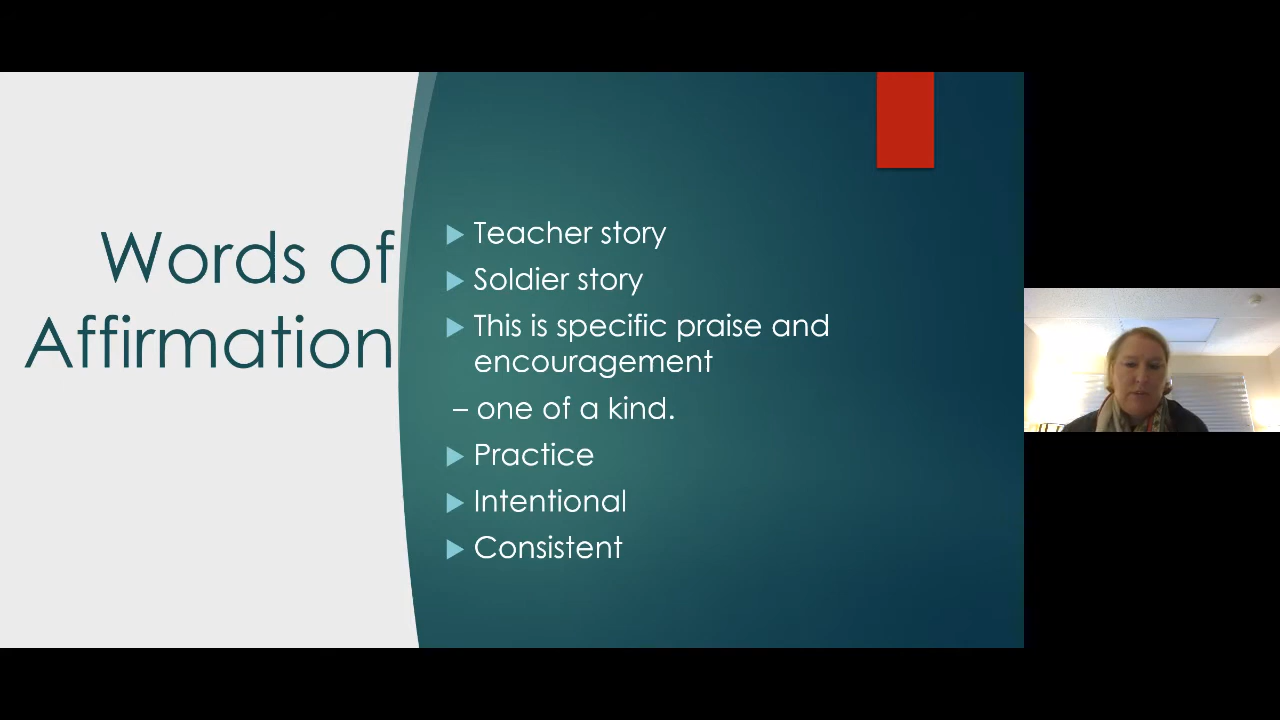 Words of
Affirmation
Teacher story
Soldier story
This is specific praise and
encouragement
– one of a kind.
Practice
Intentional
Consistent